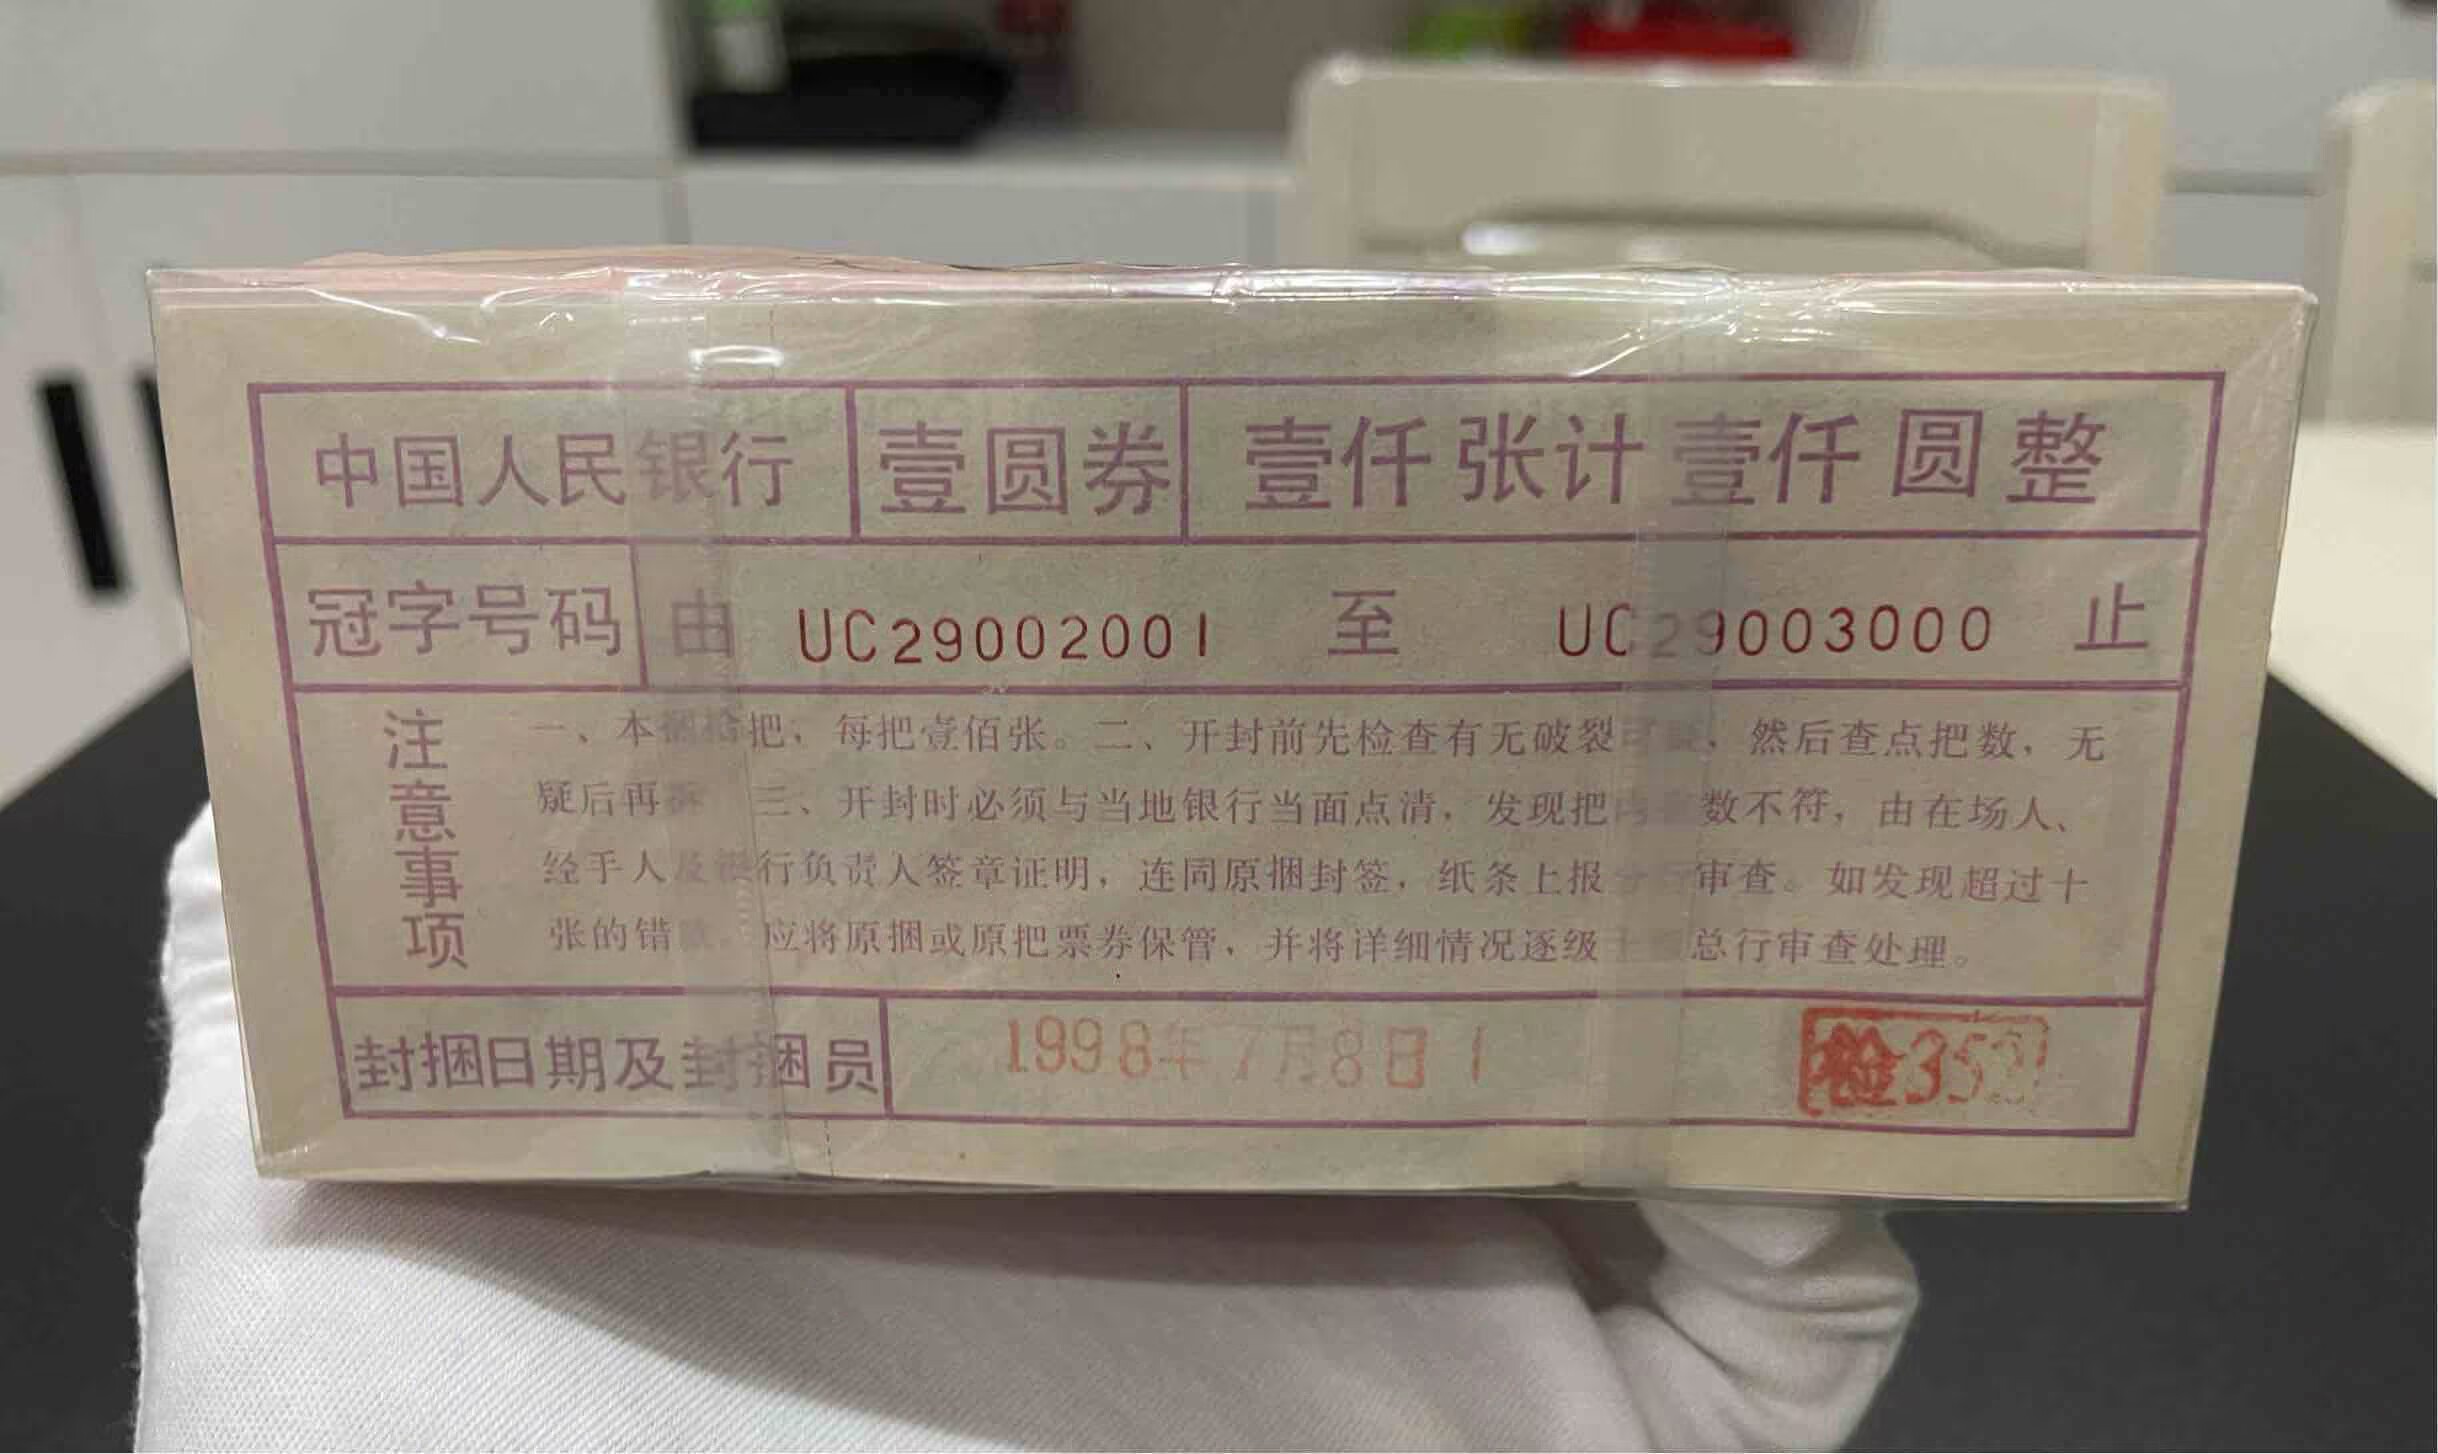 中国人民银行 壹圆券 壹仟张计壹仟圆整
冠字号码 由 UC29002001 至 UC29003000 止
注意事项
一、本捆拾把，每把壹佰张。二、开封前先检查有无破裂，然后查点把数，无
疑后再拆 三、开封时必须与当地银行当面点清，发现把数不符，由在场人、
经手人及银行负责人签章证明，连同原捆封签，纸条上报审查。如发现超过十
张的错 应将原捆或原把票券保管，并将详细情况逐级总行审查处理。
封捆日期及封捆员 1998年7月8日 1 检